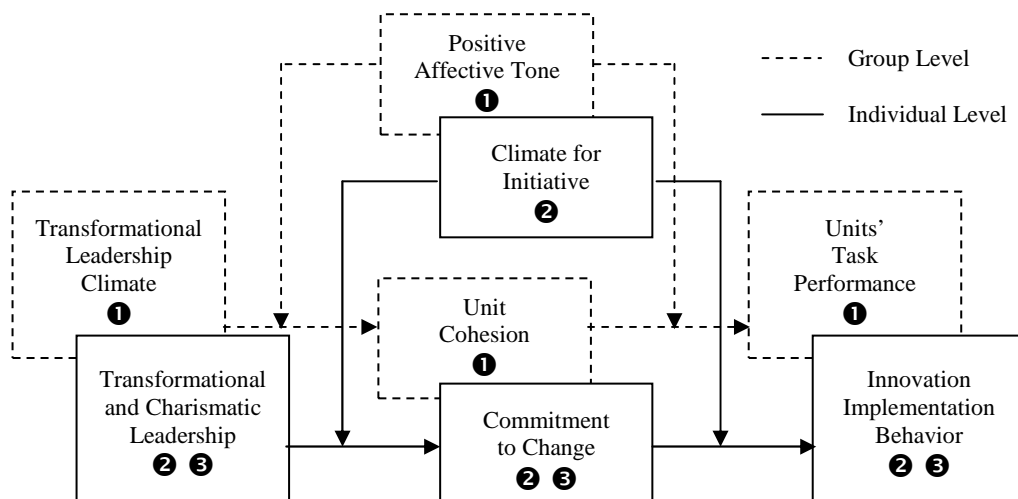 Positive
Affective Tone
❶
Group Level
Individual Level
Climate for
Initiative
❷
Transformational
Leadership
Climate
❶
Unit
Cohesion
❶
Units’
Task
Performance
❶
Transformational
and Charismatic
Leadership
❷ ❸
Commitment
to Change
❷ ❸
Innovation
Implementation
Behavior
❷ ❸